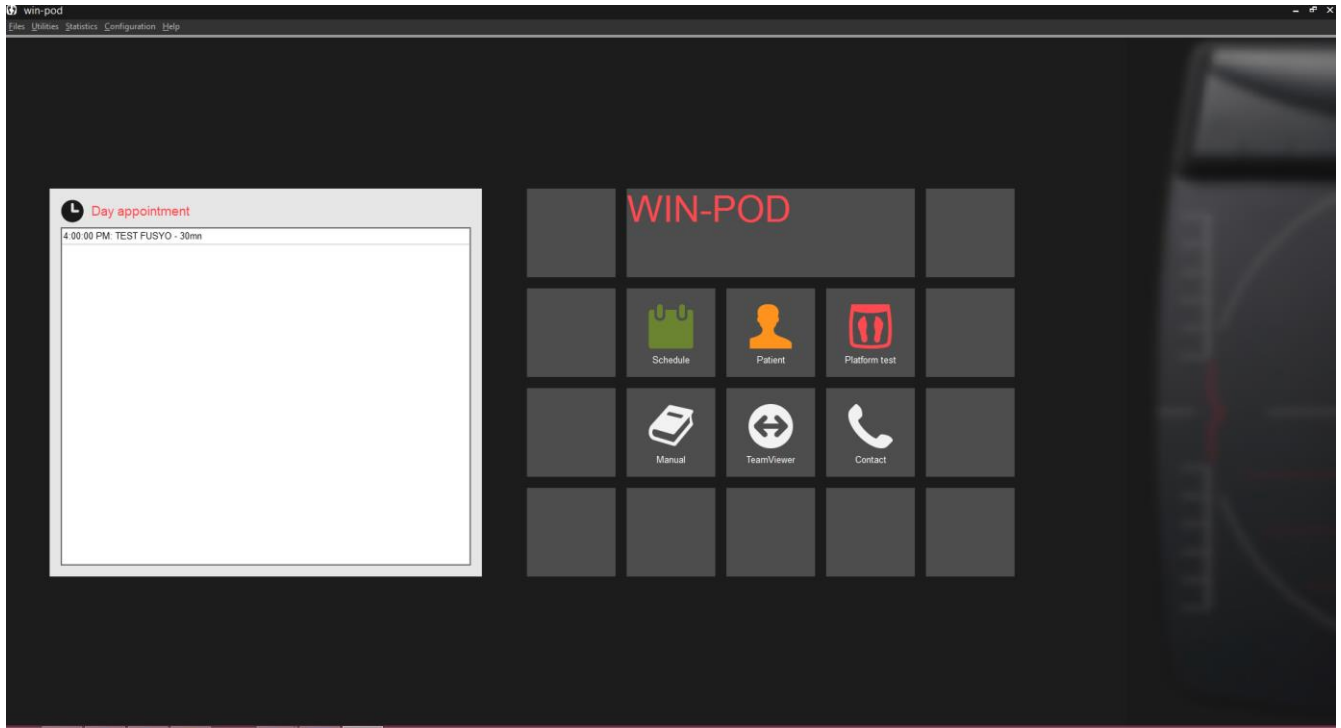 win-pod
Files Utilities Statistics Configuration Help
Day appointment
4:00:00 PM: TEST FUSYO - 30mn
WIN-POD
Schedule Patient Platform test
Manual TeamViewer Contact